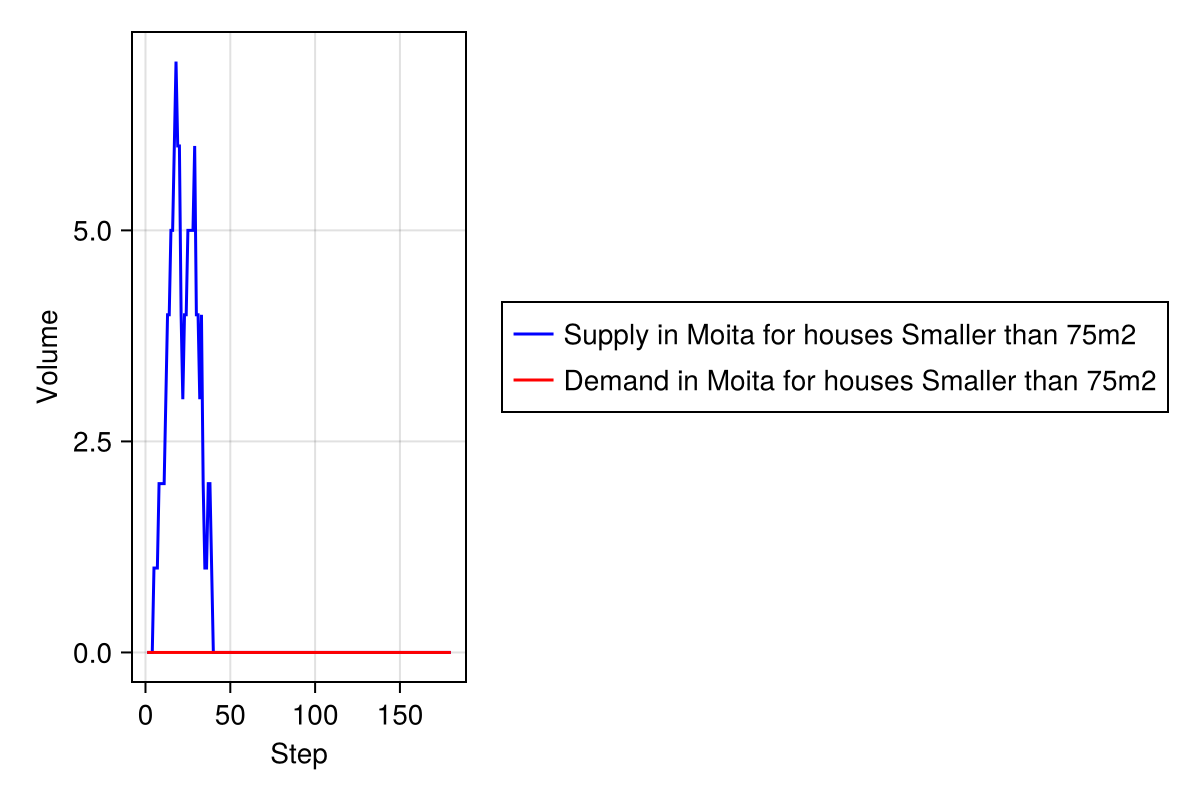 Volume
5.0
2.5
0.0
0 50 100 150
Step
Supply in Moita for houses Smaller than 75m2
Demand in Moita for houses Smaller than 75m2